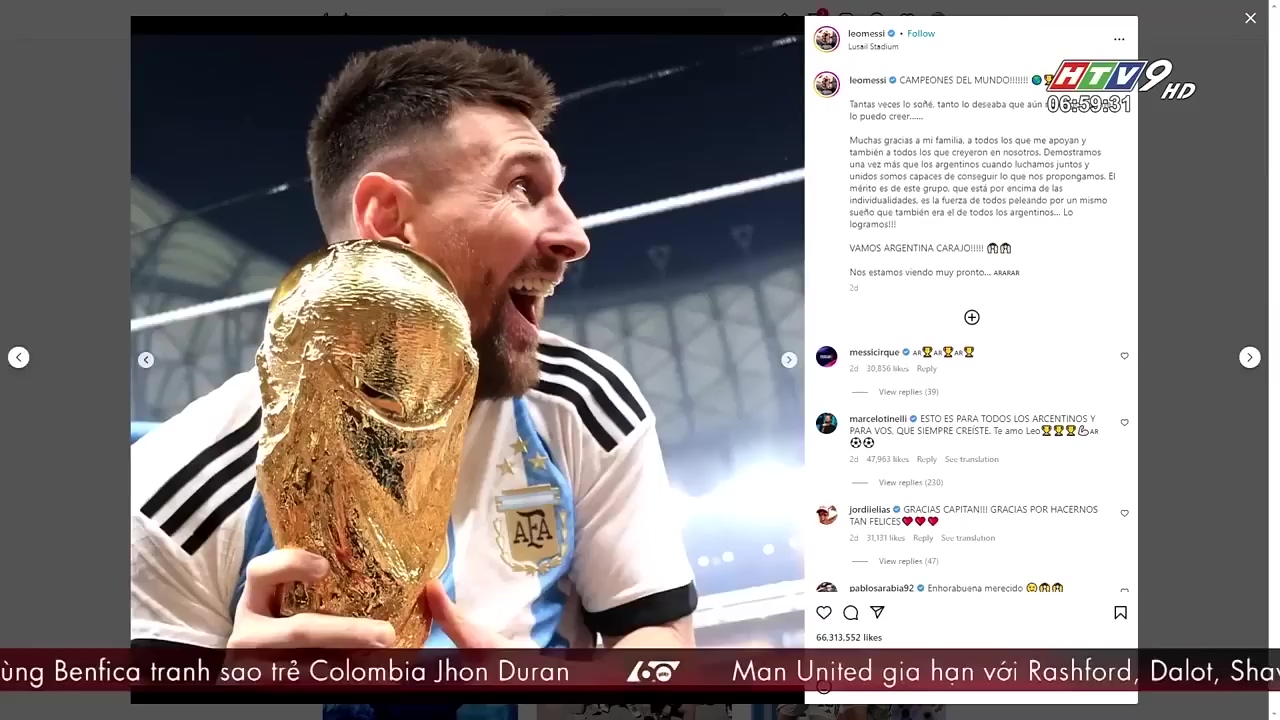 leomessi • Follow
Lusail Stadium
HTV9 HD
06:59:31
leomessi CAMPEONES DEL MUNDO!!!!!!! 🌎🏆
Tantas veces lo soñé, tanto lo deseaba que aún
lo puedo creer......
Muchas gracias a mi familia, a todos los que me apoyan y
también a todos los que creyeron en nosotros. Demostramos
una vez más que los argentinos cuando luchamos juntos y
unidos somos capaces de conseguir lo que nos propongamos. El
mérito es de este grupo, que está por encima de las
individualidades, es la fuerza de todos peleando por un mismo
sueño que también era el de todos los argentinos... Lo
logramos!!!
VAMOS ARGENTINA CARAJO!!!!! 🙌🙌
Nos estamos viendo muy pronto... ARARAR
2d
messicirque AR🏆AR🏆AR🏆
2d 30,856 likes Reply
View replies (39)
marcelotinelli ESTO ES PARA TODOS LOS ARGENTINOS Y
PARA VOS, QUE SIEMPRE CREÍSTE. Te amo Leo🏆🏆🏆💪AR
⚽⚽
2d 47,963 likes Reply See translation
View replies (230)
jordiielias GRACIAS CAPITAN!!! GRACIAS POR HACERNOS
TAN FELICES❤❤❤
2d 31,131 likes Reply See translation
View replies (47)
pablosarabia92 Enhorabuena merecido
66,313,552 likes
AFA
ùng Benfica tranh sao trẻ Colombia Jhon Duran
60
Man United gia hạn với Rashford, Dalot, Shaw